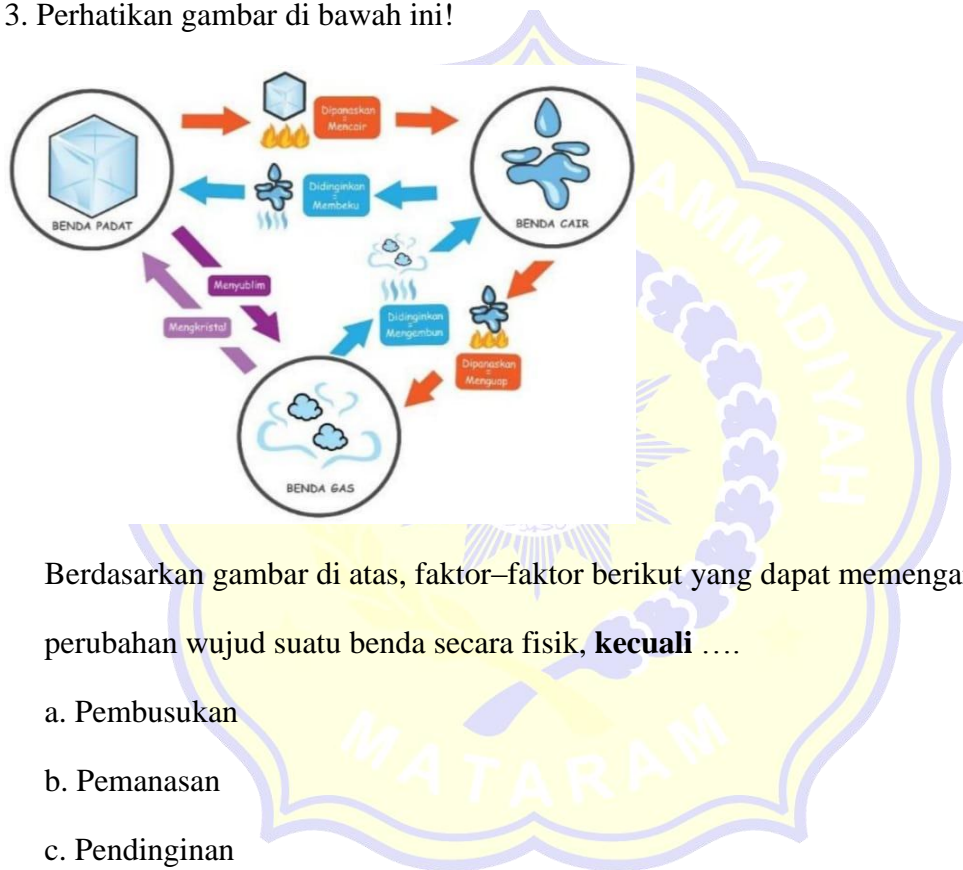 3. Perhatikan gambar di bawah ini!
Dipanaskan
=
Mencair
Didinginkan
=
Membeku
BENDA PADAT
BENDA CAIR
Menyublim
Mengkristal
Didinginkan
=
Mengembun
Dipanaskan
=
Menguap
BENDA GAS
Berdasarkan gambar di atas, faktor–faktor berikut yang dapat memenga
perubahan wujud suatu benda secara fisik, kecuali ….
a. Pembusukan
b. Pemanasan
c. Pendinginan
AMMADIYAH
MATARAM